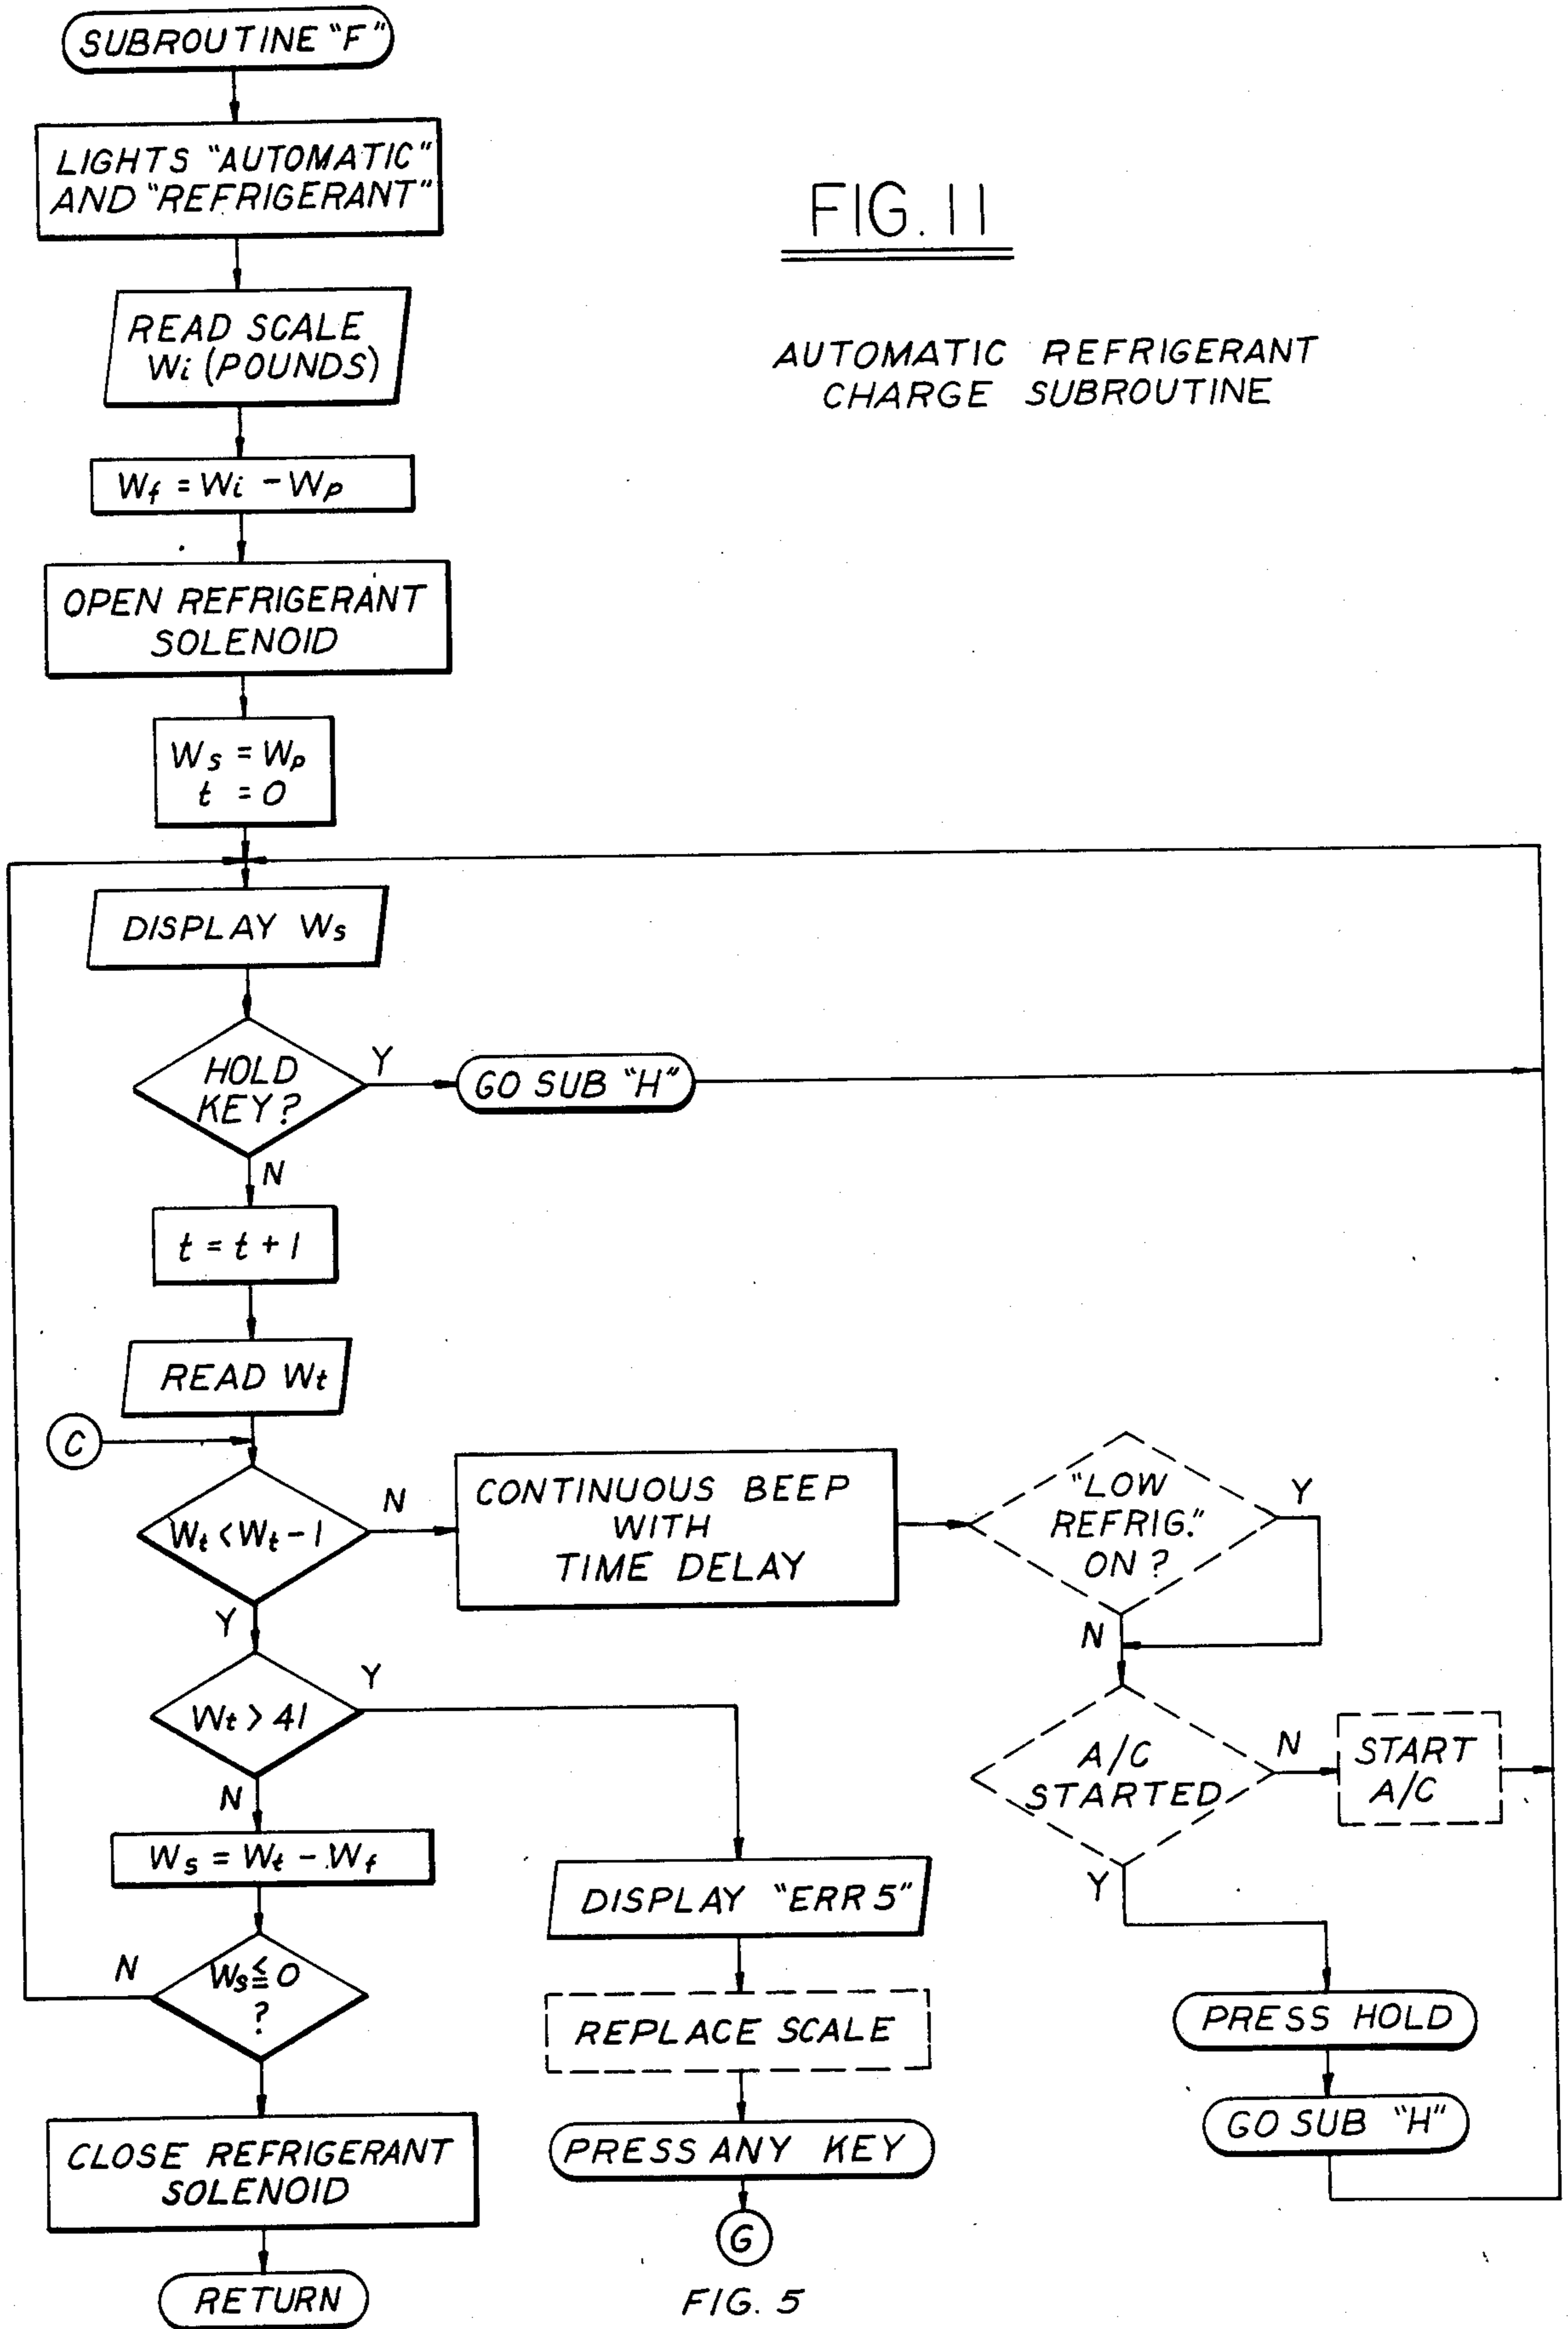 SUBROUTINE "F"
LIGHTS "AUTOMATIC"
AND "REFRIGERANT"
FIG. 11
AUTOMATIC REFRIGERANT
CHARGE SUBROUTINE
READ SCALE
Wi (POUNDS)
Wf = Wi - Wp
OPEN REFRIGERANT
SOLENOID
Ws = Wp
t = 0
DISPLAY Ws
HOLD
KEY?
Y
GO SUB "H"
N
t = t + 1
READ Wt
C
Wt < Wt - 1
N
CONTINUOUS BEEP
WITH
TIME DELAY
"LOW
REFRIG."
ON ?
Y
N
Y
Wt > 41
Y
N
A/C
STARTED
N
START
A/C
Y
Ws = Wt - Wf
DISPLAY "ERR 5"
Ws ≦ 0
?
N
REPLACE SCALE
PRESS HOLD
GO SUB "H"
CLOSE REFRIGERANT
SOLENOID
PRESS ANY KEY
G
RETURN
FIG. 5